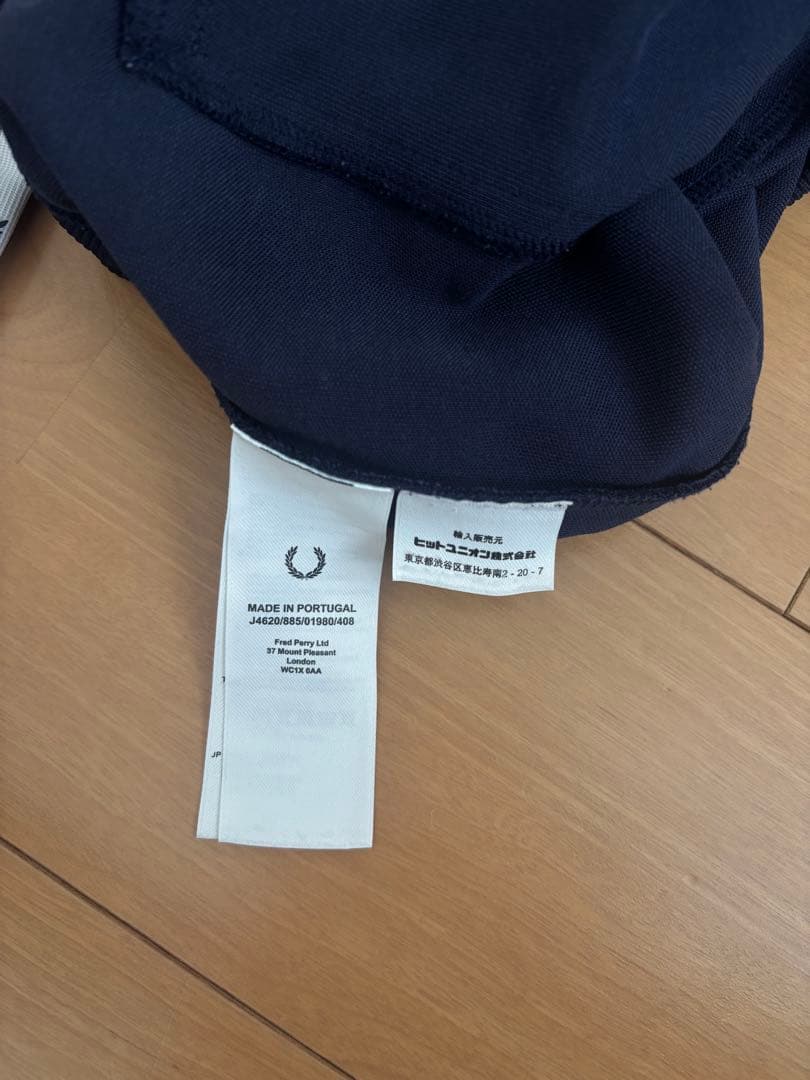 MADE IN PORTUGAL
J4620/885/01980/408
Fred Perry Ltd
37 Mount Pleasant
London
WC1X 0AA
JP
輸入販売元
ヒットユニオン株式会社
東京都渋谷区恵比寿南2-20-7